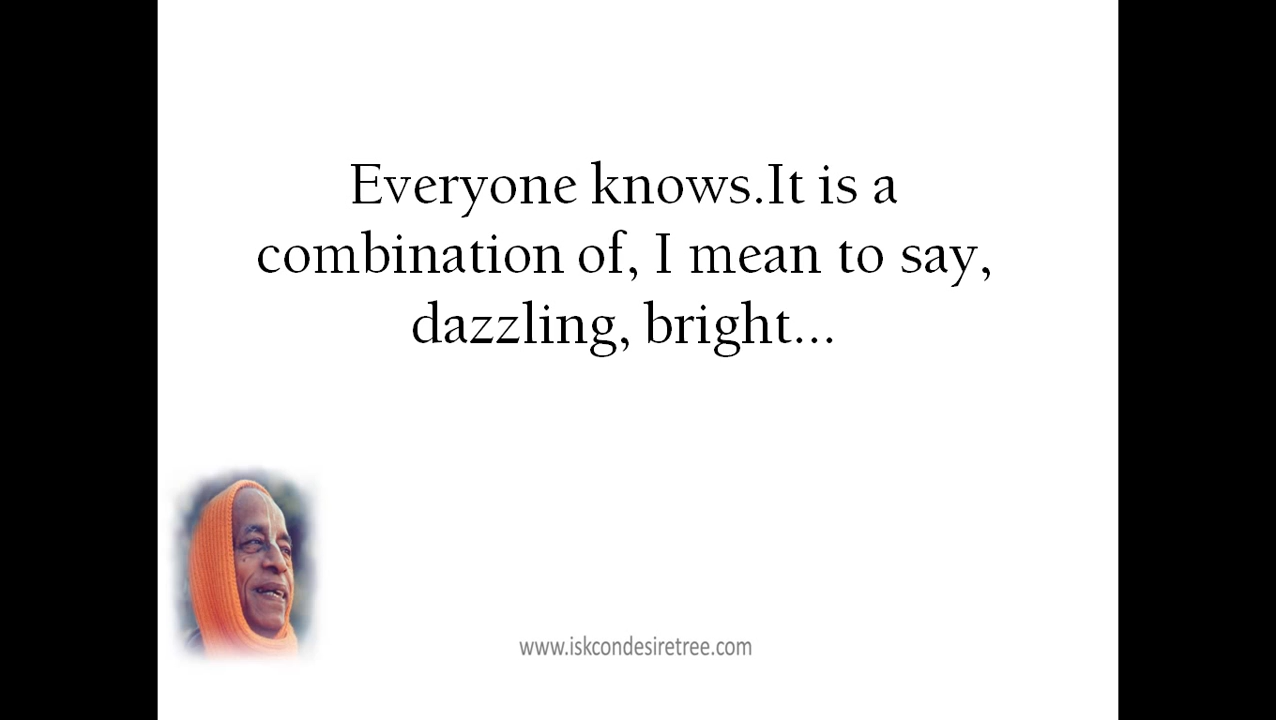 Everyone knows.It is a
combination of, I mean to say,
dazzling, bright...
www.iskcondesiretree.com